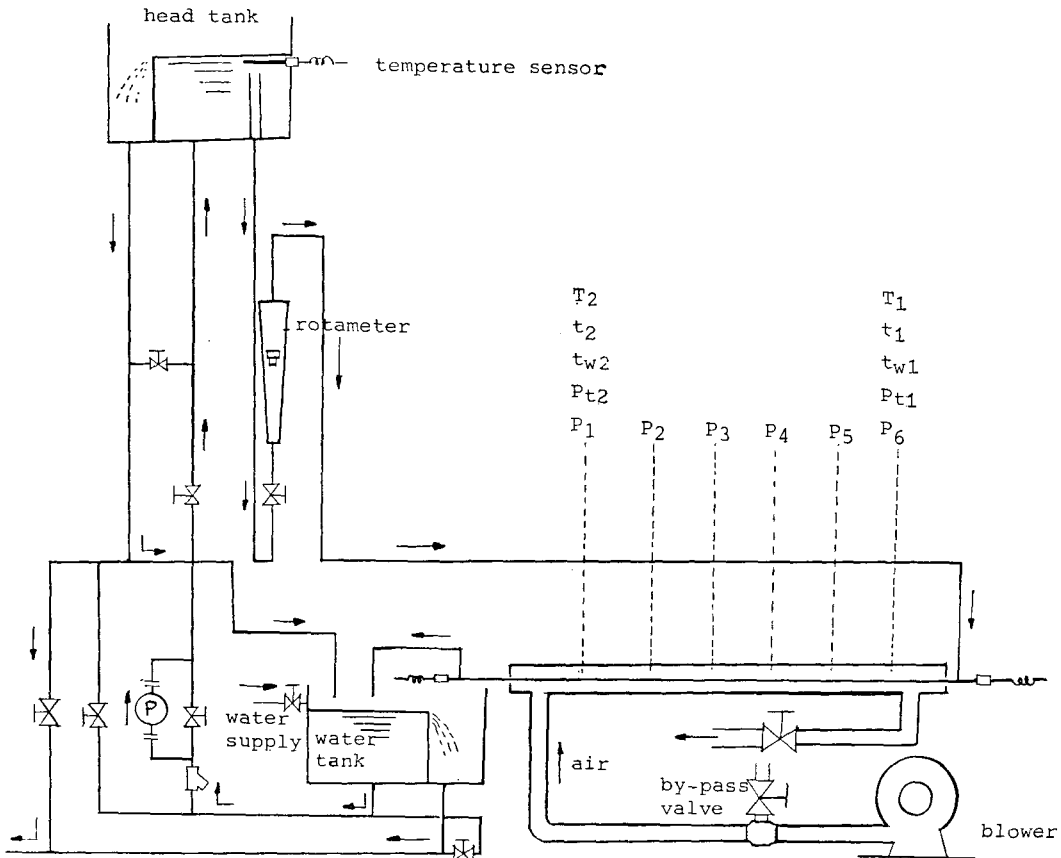 head tank
temperature sensor
rotameter
T2 T1
t2 t1
tw2 tw1
Pt2 Pt1
P1 P2 P3 P4 P5 P6
P
water
supply
water
tank
air
by-pass
valve
blower